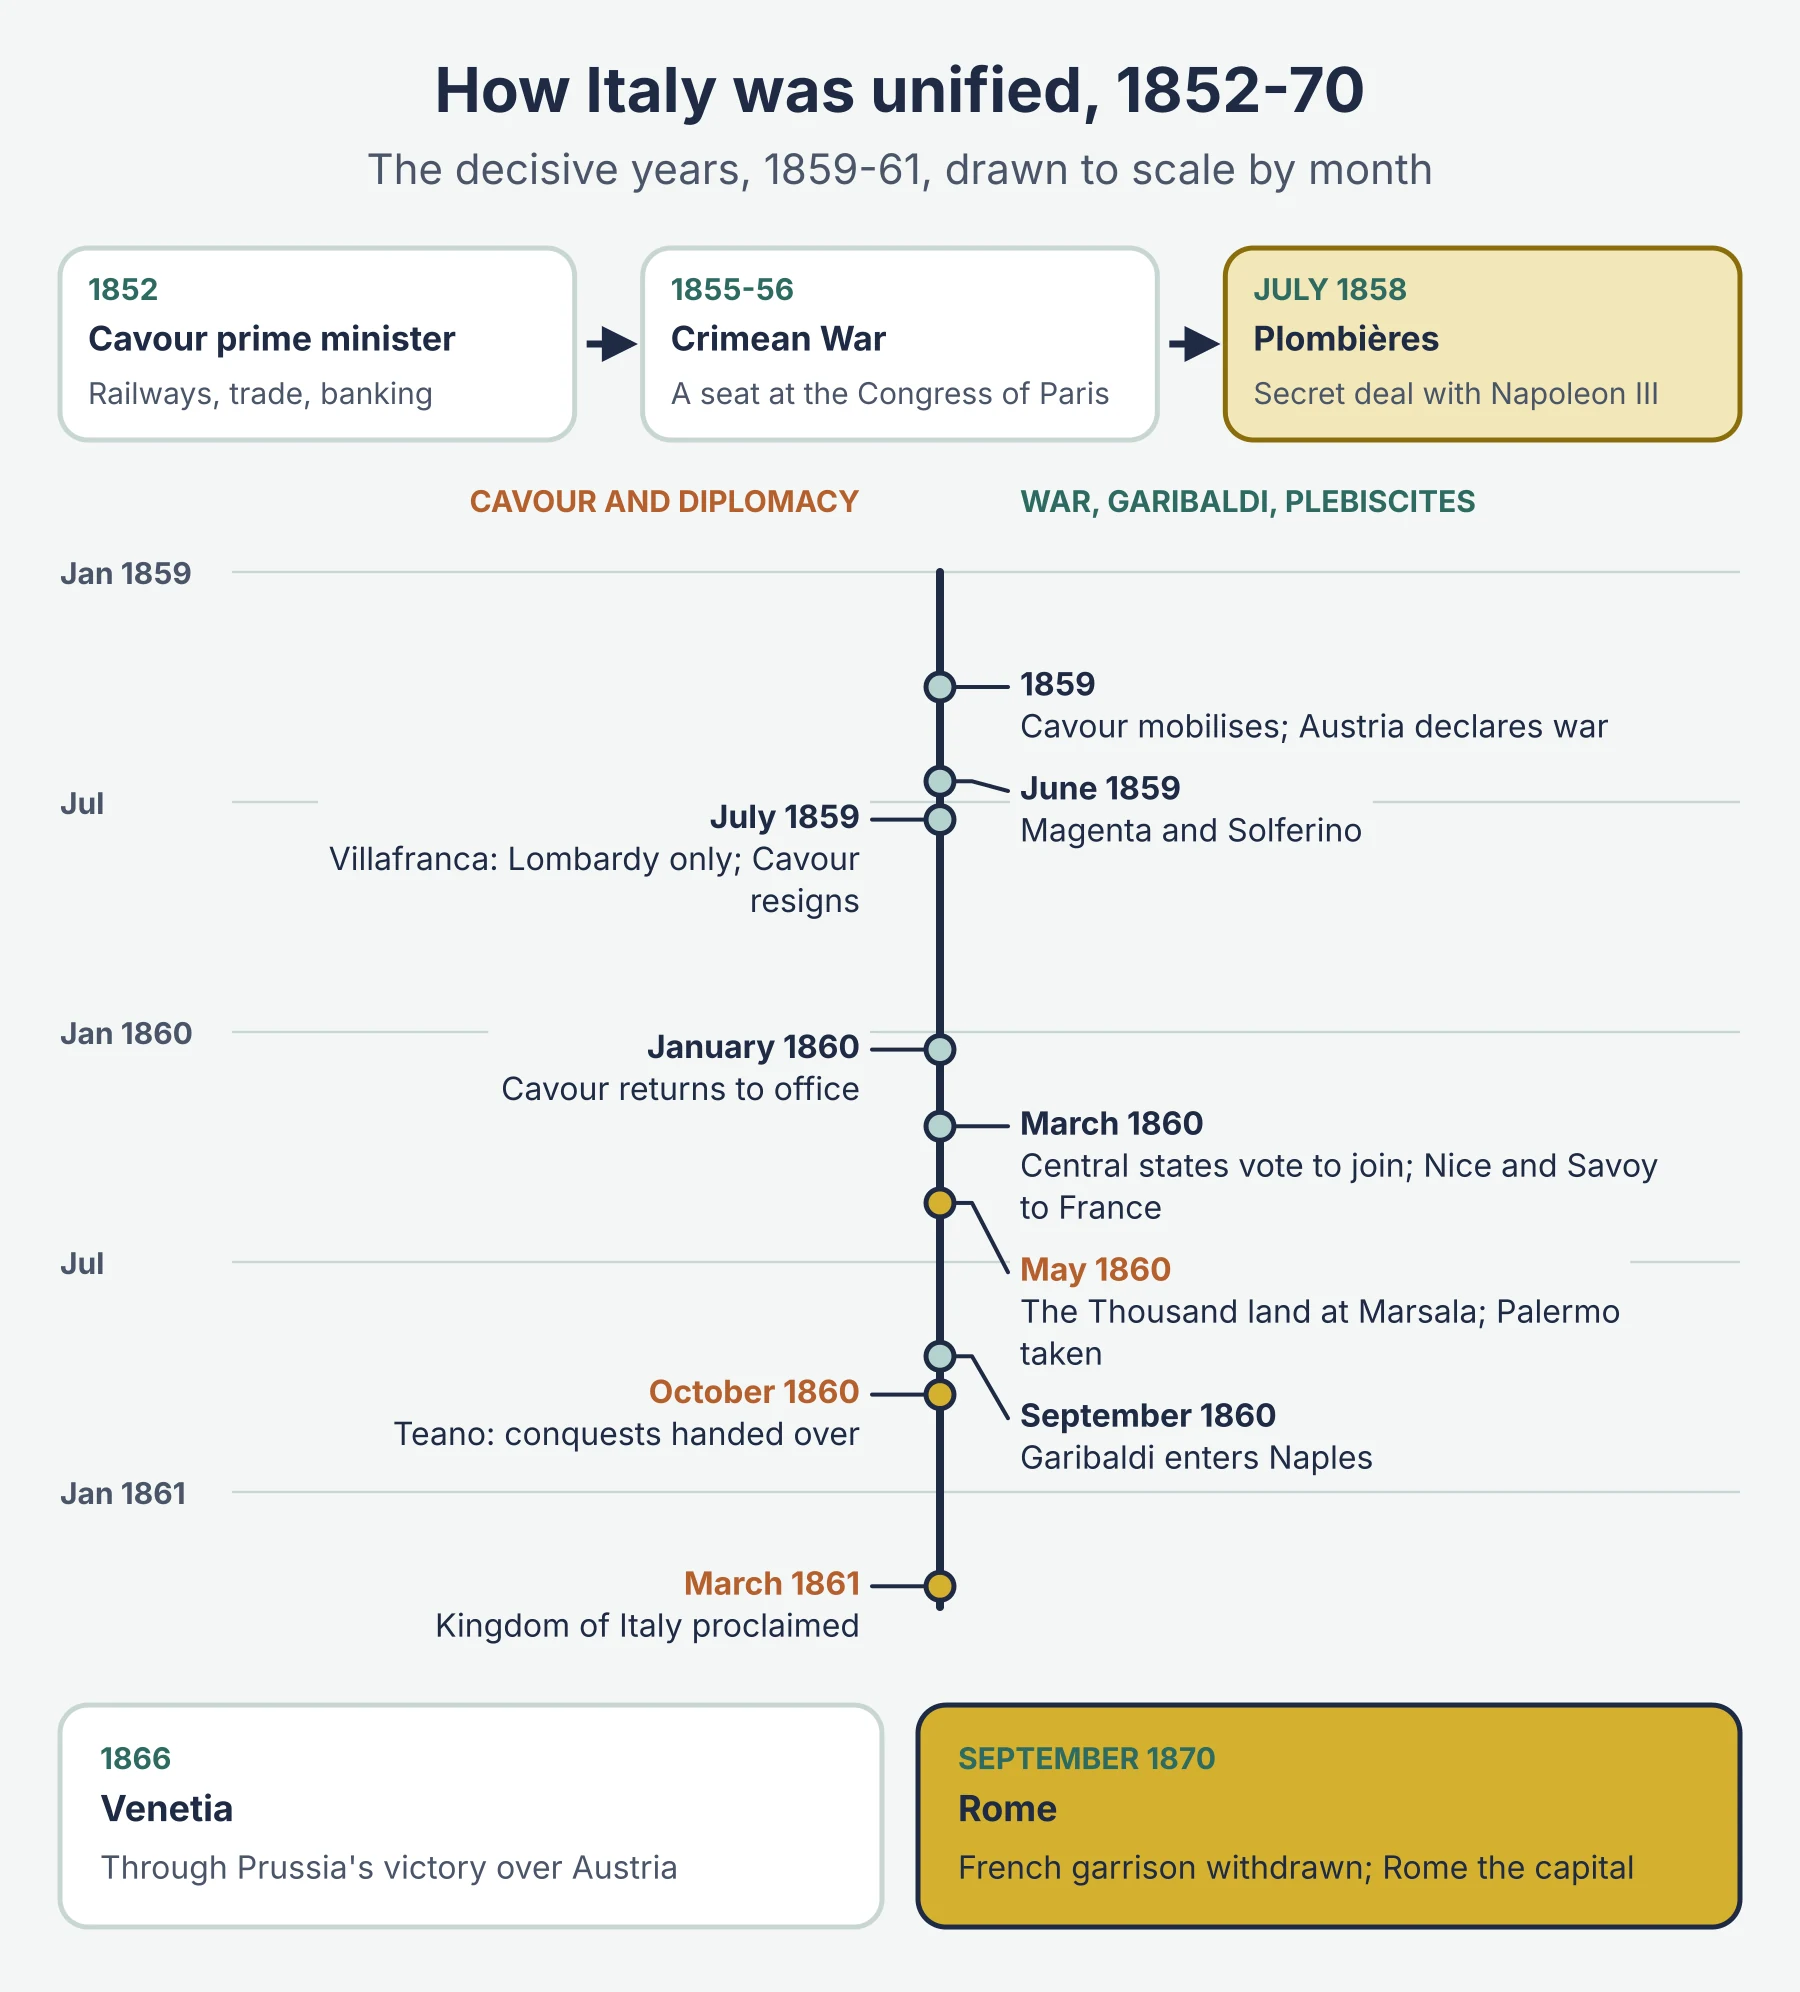 How Italy was unified, 1852-70
The decisive years, 1859-61, drawn to scale by month
1852
Cavour prime minister
Railways, trade, banking
1855-56
Crimean War
A seat at the Congress of Paris
JULY 1858
Plombières
Secret deal with Napoleon III
CAVOUR AND DIPLOMACY
WAR, GARIBALDI, PLEBISCITES
Jan 1859
1859
Cavour mobilises; Austria declares war
June 1859
Magenta and Solferino
Jul
July 1859
Villafranca: Lombardy only; Cavour
resigns
Jan 1860
January 1860
Cavour returns to office
March 1860
Central states vote to join; Nice and Savoy
to France
Jul
May 1860
The Thousand land at Marsala; Palermo
taken
October 1860
Teano: conquests handed over
September 1860
Garibaldi enters Naples
Jan 1861
March 1861
Kingdom of Italy proclaimed
1866
Venetia
Through Prussia's victory over Austria
SEPTEMBER 1870
Rome
French garrison withdrawn; Rome the capital